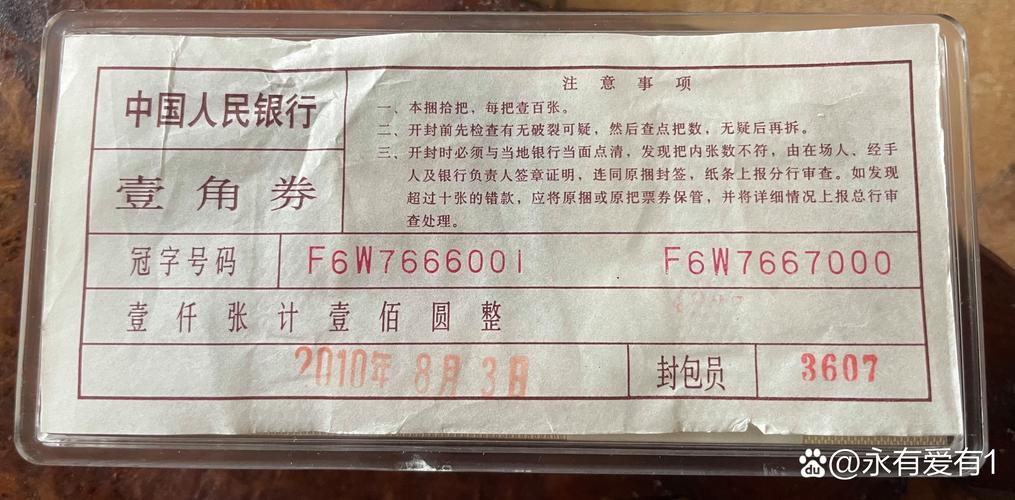 中国人民银行
壹角券
注意事项
一、本捆拾把，每把壹百张。
二、开封前先检查有无破裂可疑，然后查点把数，无疑后再拆。
三、开封时必须与当地银行当面点清，发现把内张数不符，由在场人、经手
人及银行负责人签章证明，连同原捆封签，纸条上报分行审查。如发现
超过十张的错款，应将原捆或原把票券保管，并将详细情况上报总行审
查处理。
冠字号码 F6W7666001 F6W7667000
壹仟张计壹佰圆整
2010年 8月 3日 封包员 3607
Baidu @永有爱有1